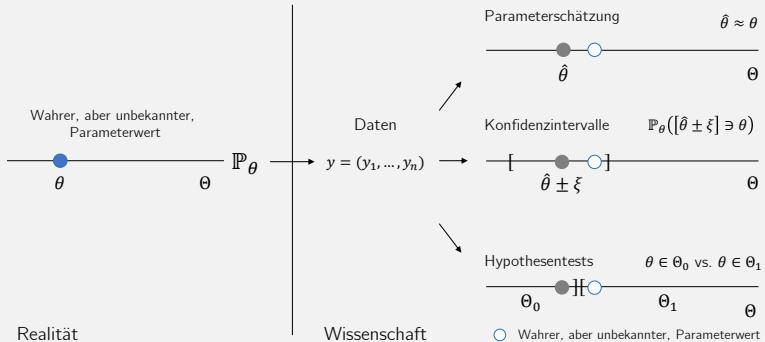 Wahrer, aber unbekannter,
Parameterwert
θ
Θ
ℙ_θ
Realität
Daten
y = (y₁, ..., yₙ)
Wissenschaft
Parameterschätzung
θ̂ ≈ θ
θ̂
Θ
Konfidenzintervalle
ℙ_θ([θ̂ ± ξ] ∋ θ)
[ ]
θ̂ ± ξ
Θ
Hypothesentests
θ ∈ Θ₀ vs. θ ∈ Θ₁
][
Θ₀
Θ₁
Θ
Wahrer, aber unbekannter, Parameterwert